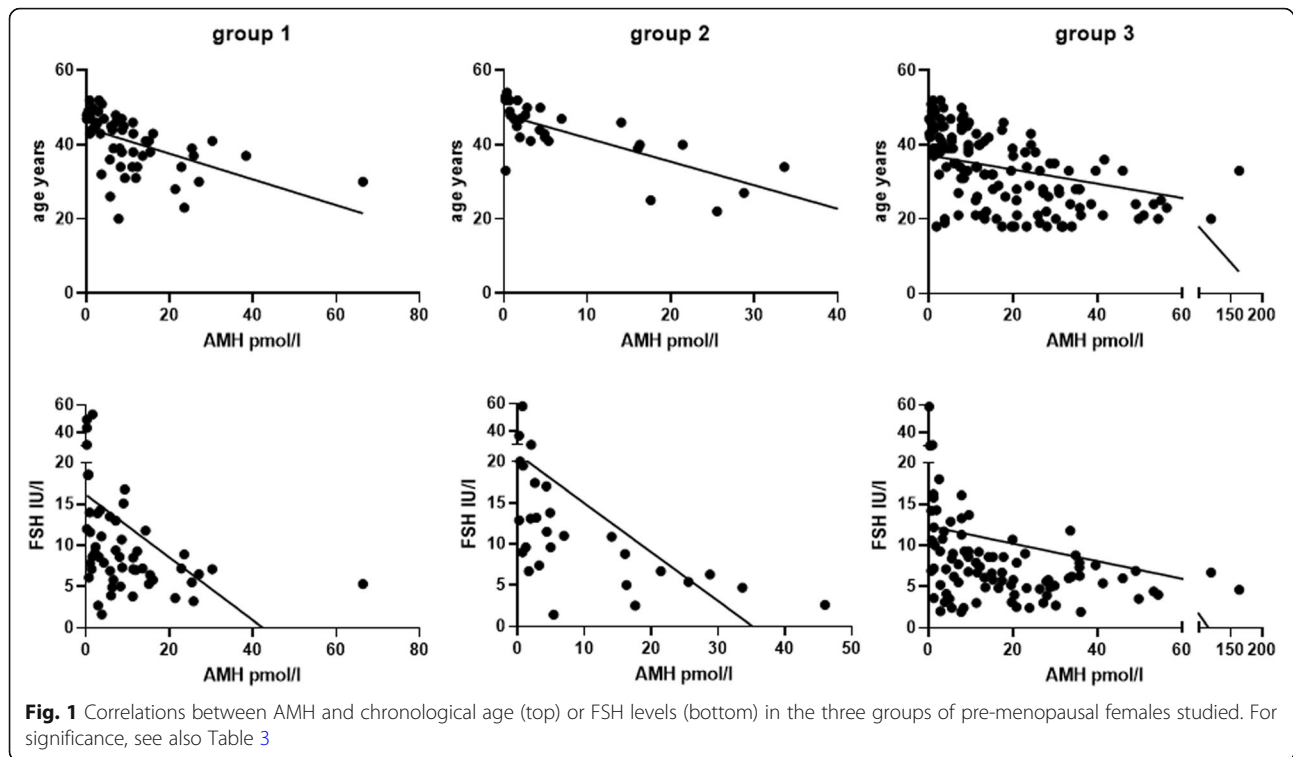 group 1
group 2
group 3
60
40
20
0
age years
0 20 40 60 80
AMH pmol/l
60
40
20
0
age years
0 10 20 30 40
AMH pmol/l
60
40
20
0
age years
0 20 40 60 150 200
AMH pmol/l
60
40
20
15
10
5
0
FSH IU/l
0 20 40 60 80
AMH pmol/l
60
40
20
15
10
5
0
FSH IU/l
0 10 20 30 40 50
AMH pmol/l
60
40
20
15
10
5
0
FSH IU/l
0 20 40 60 150 200
AMH pmol/l
Fig. 1 Correlations between AMH and chronological age (top) or FSH levels (bottom) in the three groups of pre-menopausal females studied. For
significance, see also Table 3